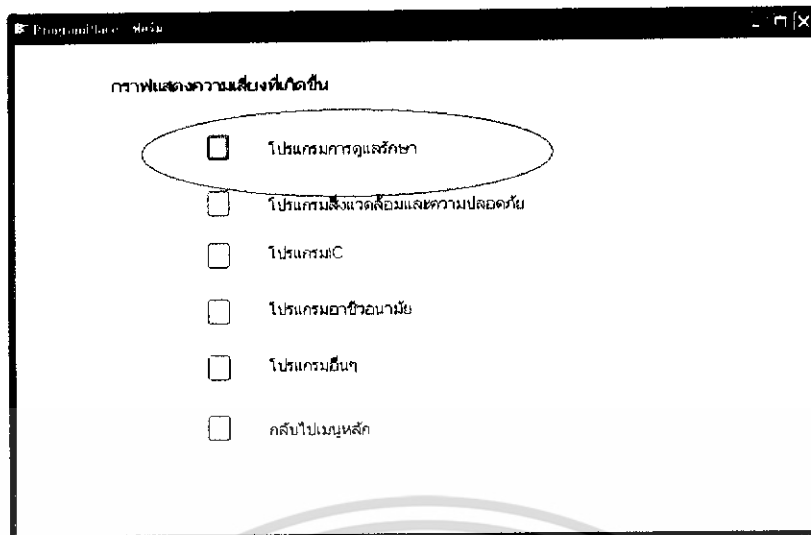 ProgramPlace : ฟอร์ม
กราฟแสดงความเสี่ยงที่เกิดขึ้น
โปรแกรมการดูแลรักษา
โปรแกรมสิ่งแวดล้อมและความปลอดภัย
โปรแกรมIC
โปรแกรมอาชีวอนามัย
โปรแกรมอื่นๆ
กลับไปเมนูหลัก